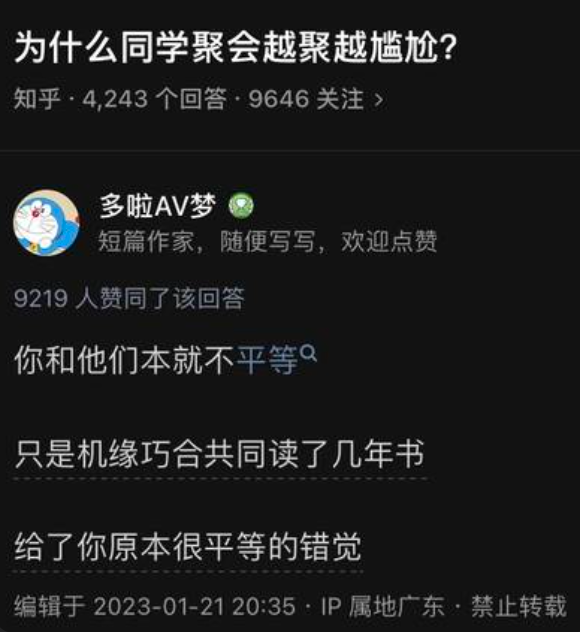 为什么同学聚会越聚越尴尬?
知乎 · 4,243 个回答 · 9646 关注 >
多啦AV梦
短篇作家，随便写写，欢迎点赞
9219 人赞同了该回答
你和他们本就不平等
只是机缘巧合共同读了几年书
给了你原本很平等的错觉
编辑于 2023-01-21 20:35 · IP 属地广东 · 禁止转载